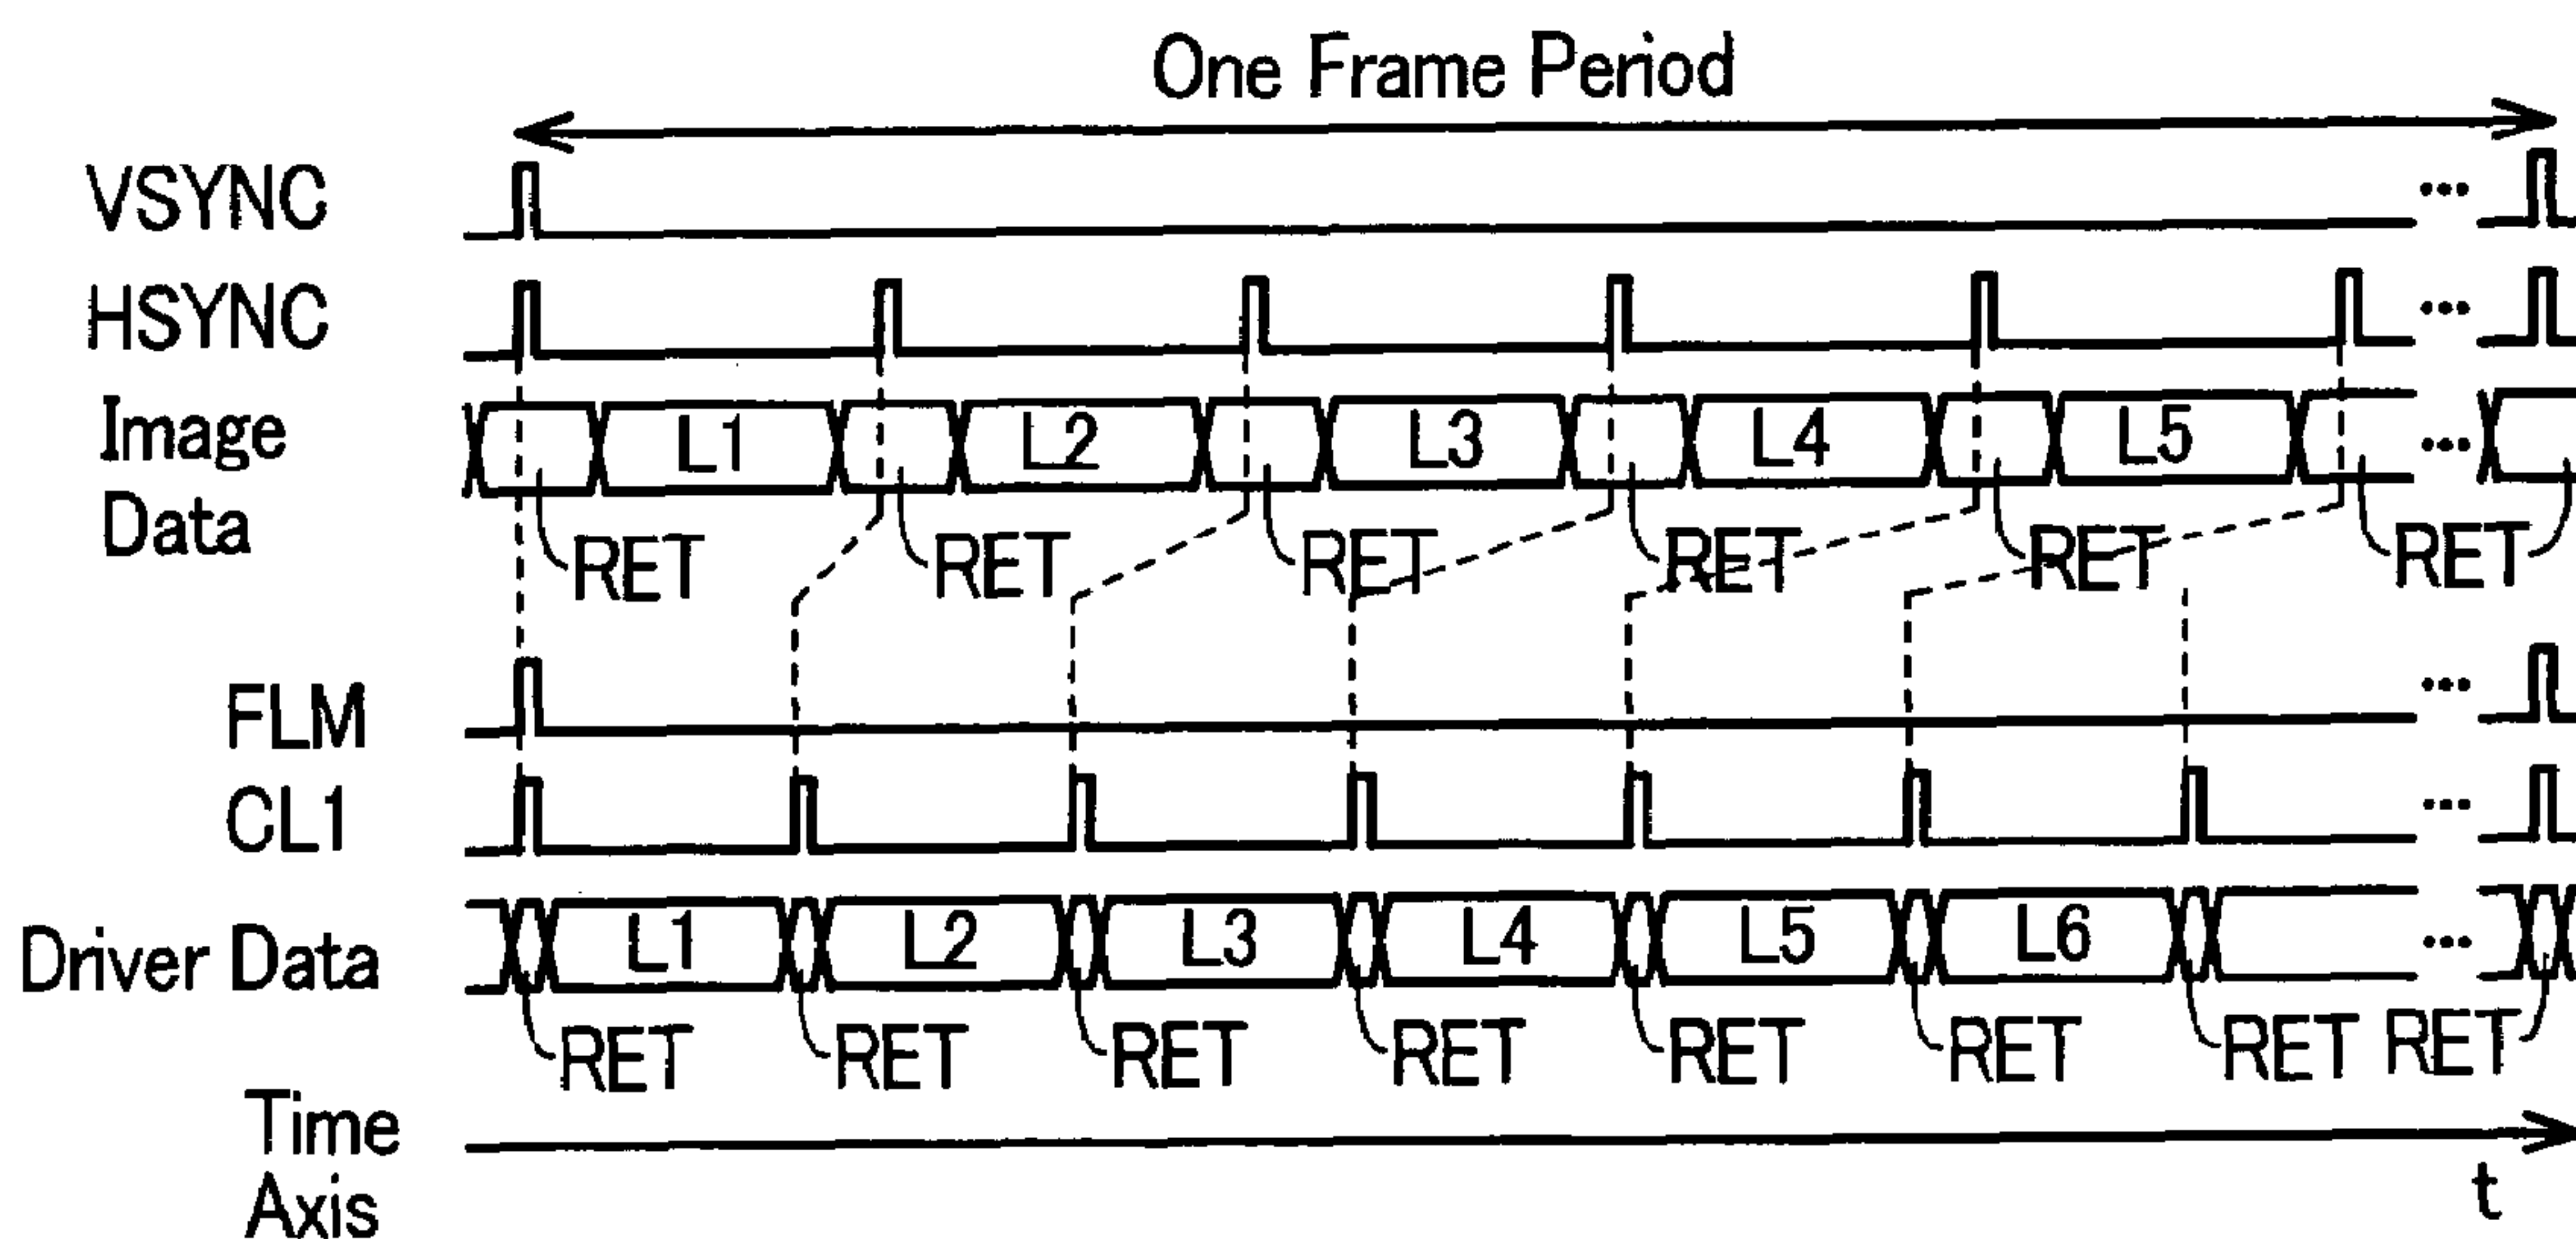 One Frame Period
VSYNC
...
HSYNC
...
Image
Data
L1
L2
L3
L4
L5
...
RET
RET
RET
RET
RET
RET
FLM
...
CL1
...
Driver Data
L1
L2
L3
L4
L5
L6
...
RET
RET
RET
RET
RET
RET
RET
RET
Time
Axis
t